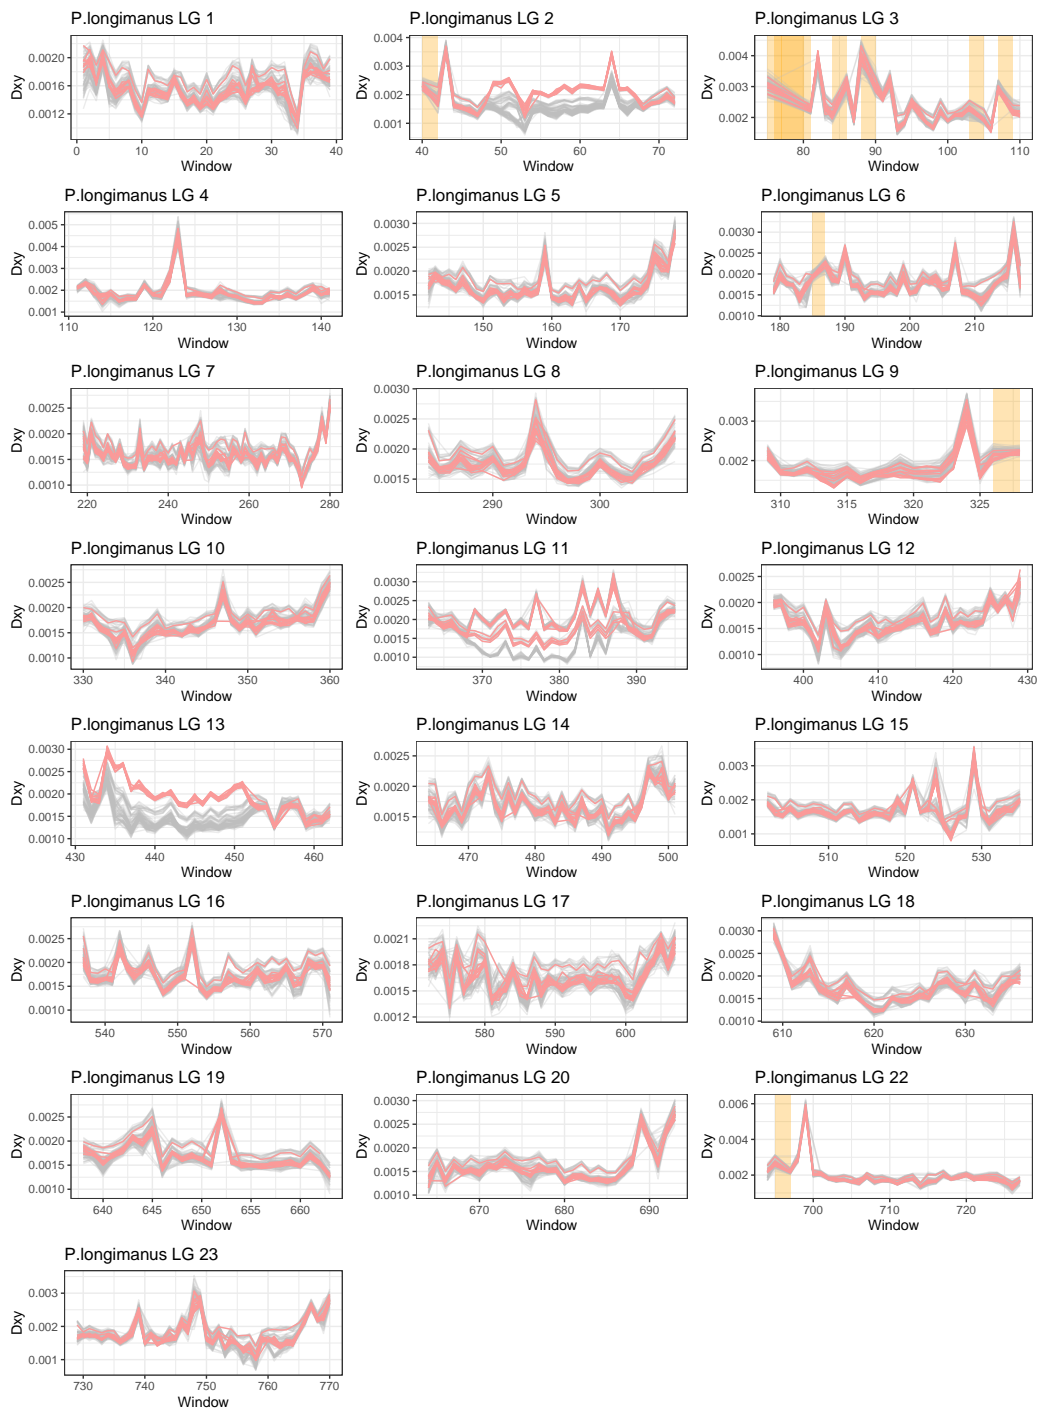 P.longimanus LG 1
P.longimanus LG 2
P.longimanus LG 3
Dxy
0.0020
0.0016
0.0012
0 10 20 30 40
Window
Dxy
0.004
0.003
0.002
0.001
40 50 60 70
Window
Dxy
0.004
0.003
0.002
80 90 100 110
Window
P.longimanus LG 4
P.longimanus LG 5
P.longimanus LG 6
Dxy
0.005
0.004
0.003
0.002
0.001
110 120 130 140
Window
Dxy
0.0030
0.0025
0.0020
0.0015
150 160 170
Window
Dxy
0.0030
0.0025
0.0020
0.0015
0.0010
180 190 200 210
Window
P.longimanus LG 7
P.longimanus LG 8
P.longimanus LG 9
Dxy
0.0025
0.0020
0.0015
0.0010
220 240 260 280
Window
Dxy
0.0030
0.0025
0.0020
0.0015
290 300
Window
Dxy
0.003
0.002
310 315 320 325
Window
P.longimanus LG 10
P.longimanus LG 11
P.longimanus LG 12
Dxy
0.0025
0.0020
0.0015
0.0010
330 340 350 360
Window
Dxy
0.0030
0.0025
0.0020
0.0015
0.0010
370 380 390
Window
Dxy
0.0025
0.0020
0.0015
0.0010
400 410 420 430
Window
P.longimanus LG 13
P.longimanus LG 14
P.longimanus LG 15
Dxy
0.0030
0.0025
0.0020
0.0015
0.0010
430 440 450 460
Window
Dxy
0.0025
0.0020
0.0015
470 480 490 500
Window
Dxy
0.003
0.002
0.001
510 520 530
Window
P.longimanus LG 16
P.longimanus LG 17
P.longimanus LG 18
Dxy
0.0025
0.0020
0.0015
0.0010
540 550 560 570
Window
Dxy
0.0021
0.0018
0.0015
0.0012
580 590 600
Window
Dxy
0.0030
0.0025
0.0020
0.0015
0.0010
610 620 630
Window
P.longimanus LG 19
P.longimanus LG 20
P.longimanus LG 22
Dxy
0.0025
0.0020
0.0015
0.0010
640 645 650 655 660
Window
Dxy
0.0030
0.0025
0.0020
0.0015
0.0010
670 680 690
Window
Dxy
0.006
0.004
0.002
700 710 720
Window
P.longimanus LG 23
Dxy
0.003
0.002
0.001
730 740 750 760 770
Window